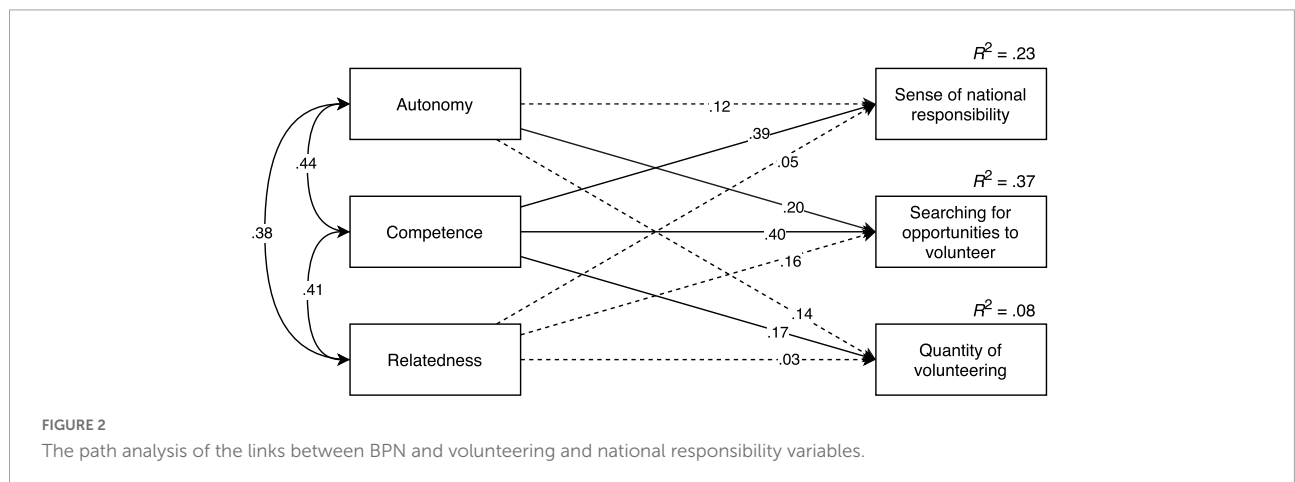 R² = .23
Autonomy
Sense of national
responsibility
.12
.39
.44
.05
R² = .37
.20
Competence
Searching for
opportunities to
volunteer
.38
.40
.16
.41
R² = .08
.14
.17
Relatedness
.03
Quantity of
volunteering
FIGURE 2
The path analysis of the links between BPN and volunteering and national responsibility variables.